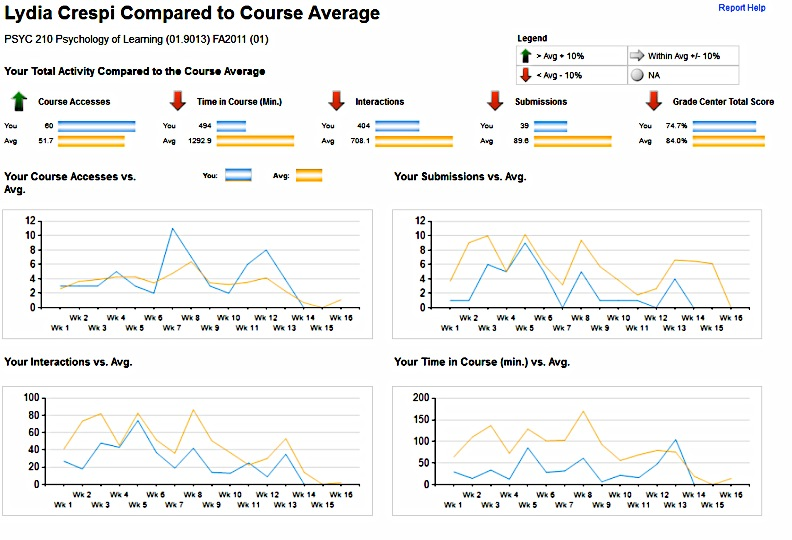 Lydia Crespi Compared to Course Average
Report Help
PSYC 210 Psychology of Learning (01.9013) FA2011 (01)
Legend
> Avg + 10%
Within Avg +/- 10%
< Avg - 10%
NA
Your Total Activity Compared to the Course Average
Course Accesses
Time in Course (Min.)
Interactions
Submissions
Grade Center Total Score
You 60
You 494
You 404
You 39
You 74.7%
Avg 51.7
Avg 1292.9
Avg 708.1
Avg 89.6
Avg 84.0%
Your Course Accesses vs.
Avg.
You:
Avg:
Your Submissions vs. Avg.
12
10
8
6
4
2
0
Wk 2 Wk 4 Wk 6 Wk 8 Wk 10 Wk 12 Wk 14 Wk 16
Wk 1 Wk 3 Wk 5 Wk 7 Wk 9 Wk 11 Wk 13 Wk 15
12
10
8
6
4
2
0
Wk 2 Wk 4 Wk 6 Wk 8 Wk 10 Wk 12 Wk 14 Wk 16
Wk 1 Wk 3 Wk 5 Wk 7 Wk 9 Wk 11 Wk 13 Wk 15
Your Interactions vs. Avg.
Your Time in Course (min.) vs. Avg.
100
80
60
40
20
0
Wk 2 Wk 4 Wk 6 Wk 8 Wk 10 Wk 12 Wk 14 Wk 16
Wk 1 Wk 3 Wk 5 Wk 7 Wk 9 Wk 11 Wk 13 Wk 15
200
150
100
50
0
Wk 2 Wk 4 Wk 6 Wk 8 Wk 10 Wk 12 Wk 14 Wk 16
Wk 1 Wk 3 Wk 5 Wk 7 Wk 9 Wk 11 Wk 13 Wk 15